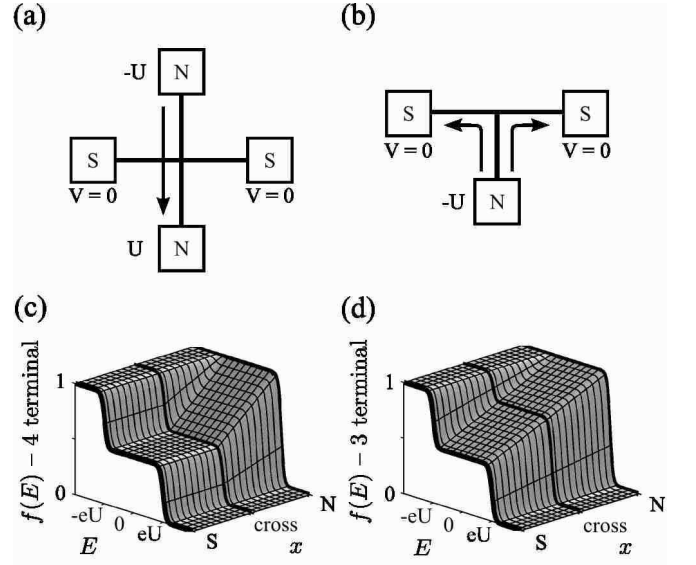 (a)
-U N
S S
V = 0 V = 0
U N
(b)
S S
V = 0 V = 0
-U N
(c)
f(E) – 4 terminal
1
0
-eU 0 eU
E
S cross N
x
(d)
f(E) – 3 terminal
1
0
-eU 0 eU
E
S cross N
x